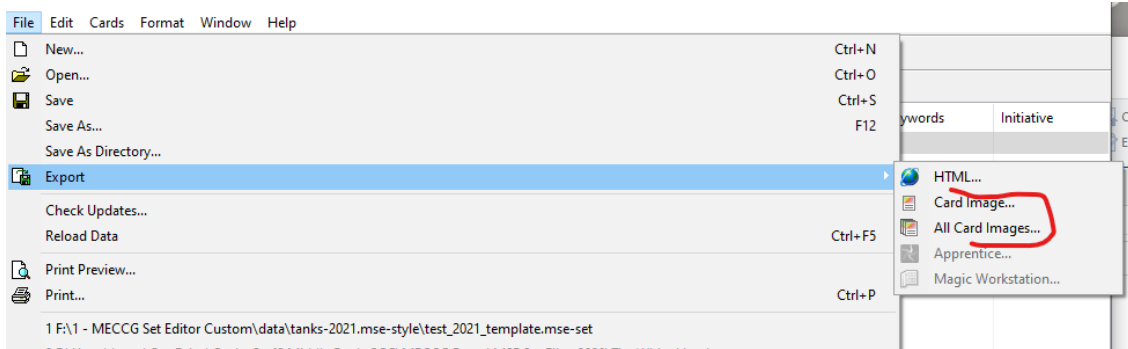 File Edit Cards Format Window Help
New... Ctrl+N
Open... Ctrl+O
Save Ctrl+S
Save As... F12
Save As Directory...
Export
Check Updates...
Reload Data Ctrl+F5
Print Preview...
Print... Ctrl+P
1 F:\1 - MECCG Set Editor Custom\data\tanks-2021.mse-style\test_2021_template.mse-set
ywords Initiative
HTML...
Card Image...
All Card Images...
Apprentice...
Magic Workstation...